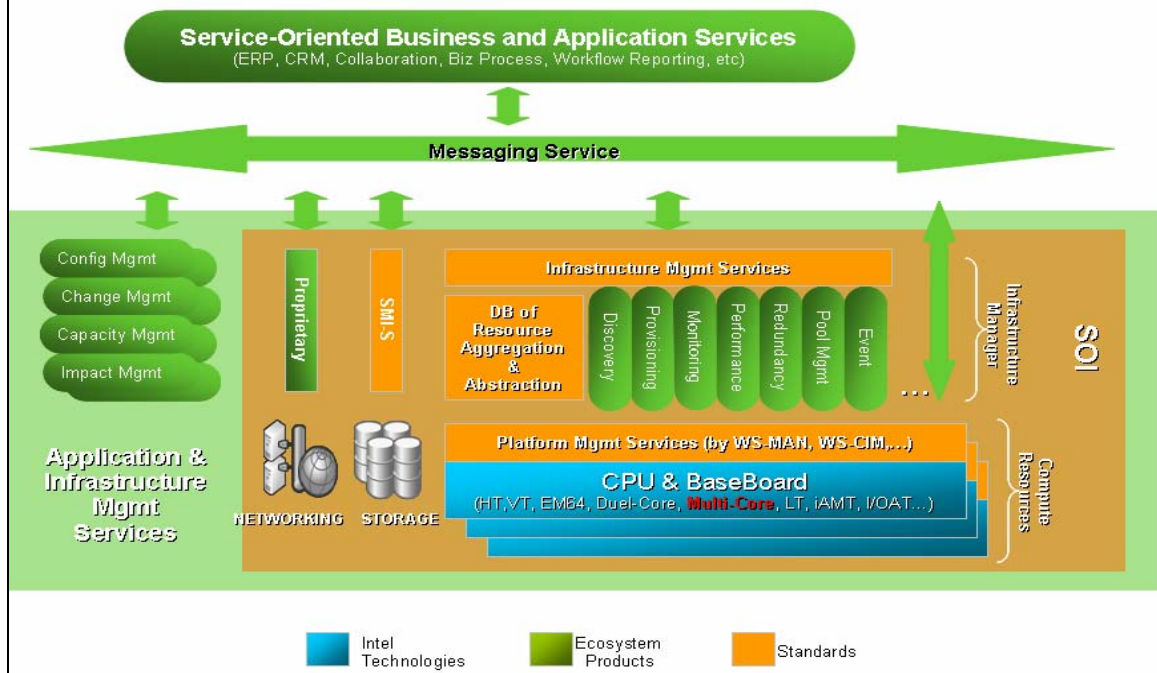 Service-Oriented Business and Application Services
(ERP, CRM, Collaboration, Biz Process, Workflow Reporting, etc)
Messaging Service
Config Mgmt
Change Mgmt
Capacity Mgmt
Impact Mgmt
Application &
Infrastructure
Mgmt
Services
Proprietary
SMI-S
NETWORKING
STORAGE
Infrastructure Mgmt Services
DB of
Resource
Aggregation
&
Abstraction
Discovery
Provisioning
Monitoring
Performance
Redundancy
Pool Mgmt
Event
...
Infrastructure
Manager
SOI
Platform Mgmt Services (by WS-MAN, WS-CIM,...)
CPU & BaseBoard
(HT,VT, EM64, Duel-Core, Multi-Core, LT, iAMT, I/OAT...)
Compute
Resources
Intel
Technologies
Ecosystem
Products
Standards